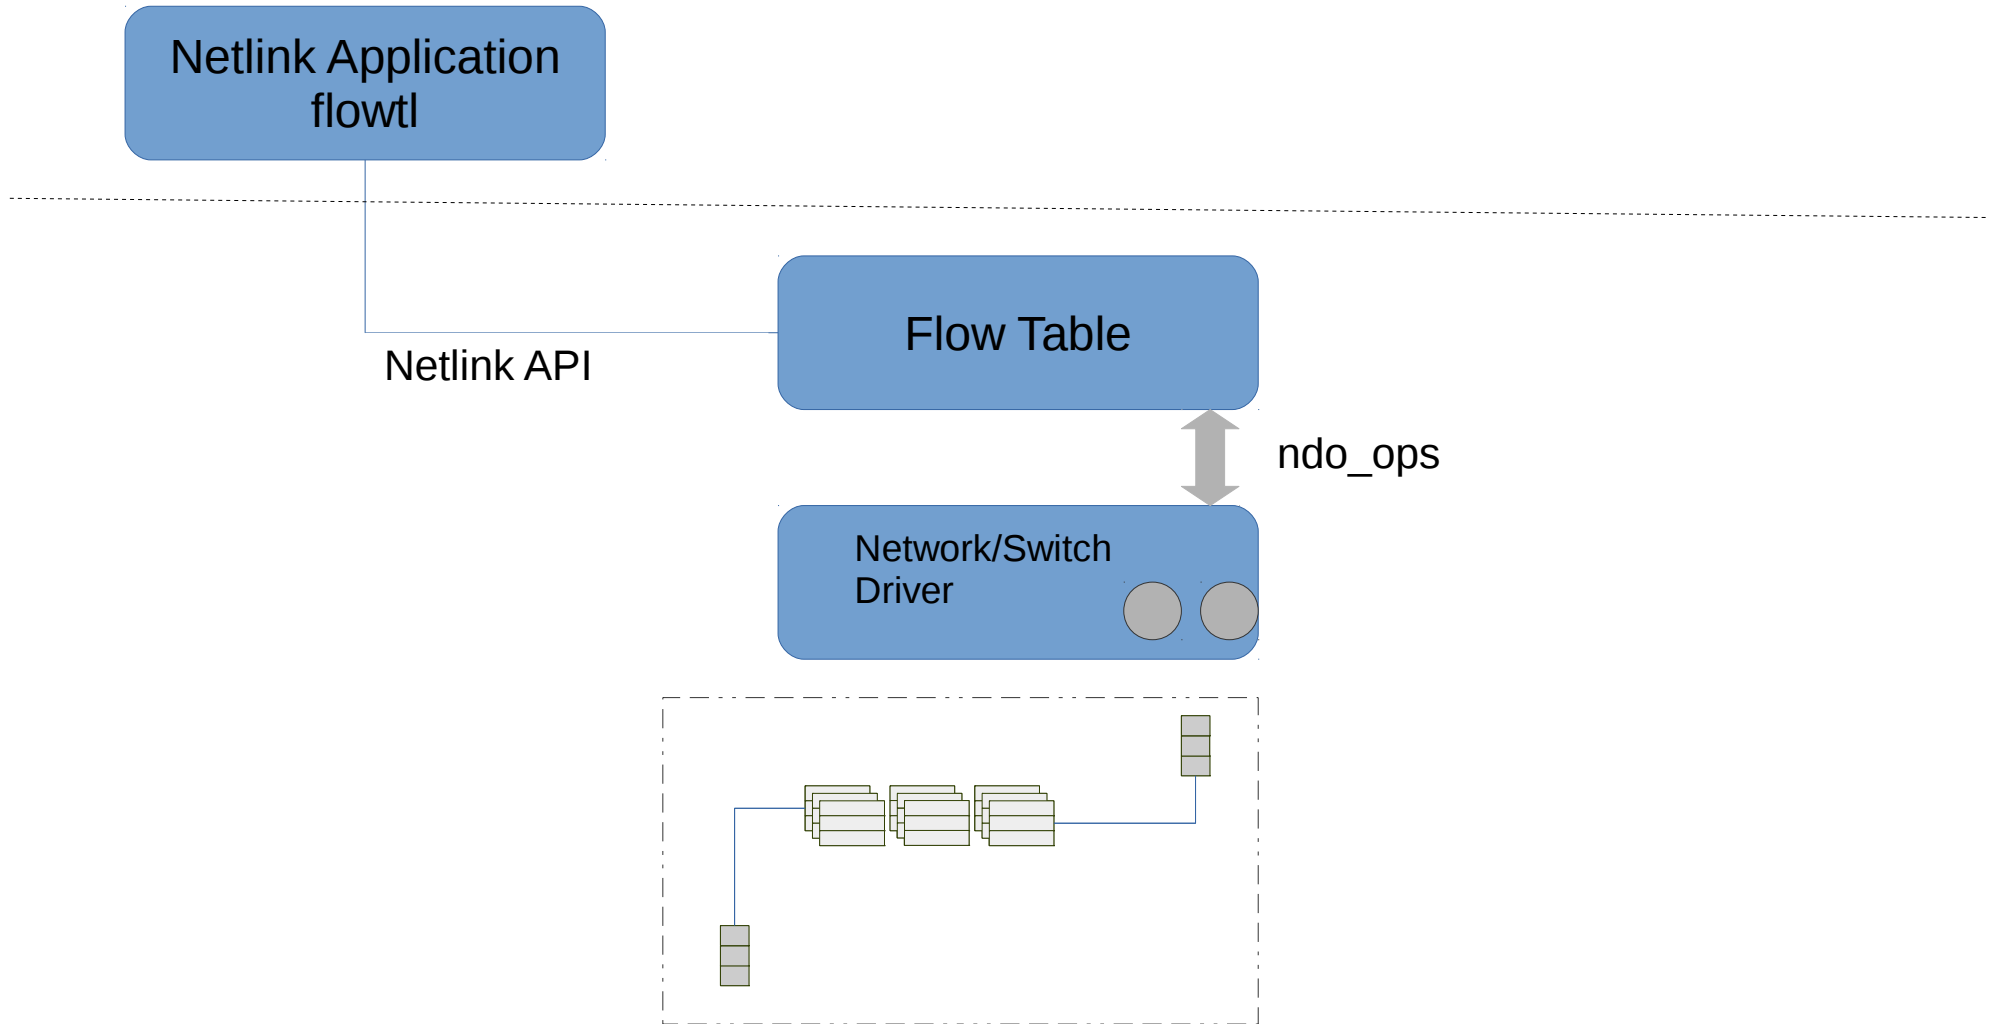 Netlink Application
flowtl
Flow Table
Netlink API
ndo_ops
Network/Switch
Driver